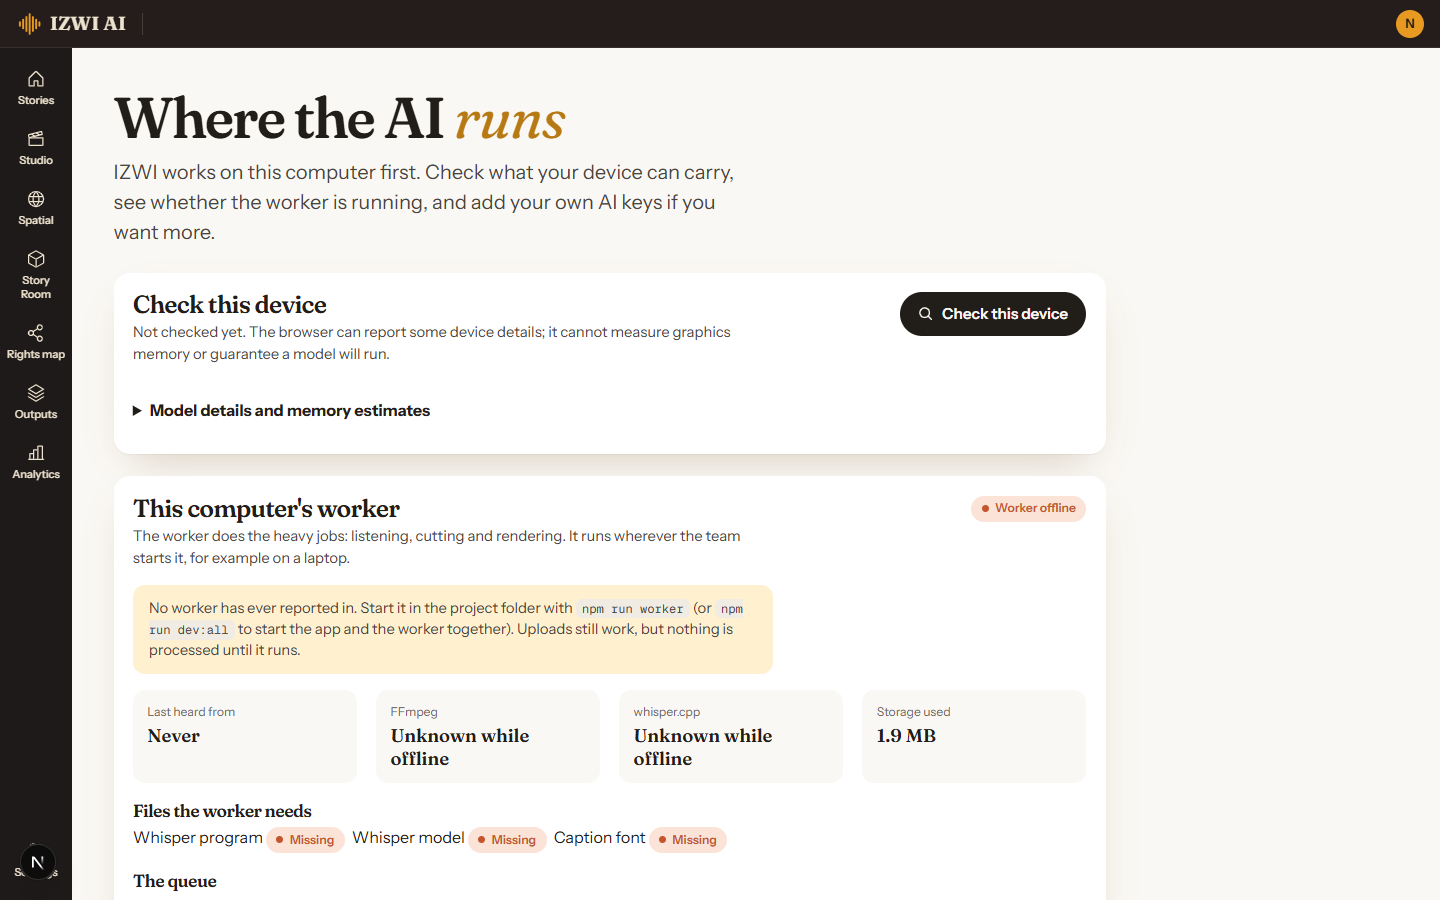 IZWI AI
N
Stories
Studio
Spatial
Story
Room
Rights map
Outputs
Analytics
N
Where the AI runs
IZWI works on this computer first. Check what your device can carry,
see whether the worker is running, and add your own AI keys if you
want more.
Check this device
Check this device
Not checked yet. The browser can report some device details; it cannot measure graphics
memory or guarantee a model will run.
Model details and memory estimates
This computer's worker
Worker offline
The worker does the heavy jobs: listening, cutting and rendering. It runs wherever the team
starts it, for example on a laptop.
No worker has ever reported in. Start it in the project folder with npm run worker (or npm
run dev:all to start the app and the worker together). Uploads still work, but nothing is
processed until it runs.
Last heard from
Never
FFmpeg
Unknown while
offline
whisper.cpp
Unknown while
offline
Storage used
1.9 MB
Files the worker needs
Whisper program Missing Whisper model Missing Caption font Missing
The queue